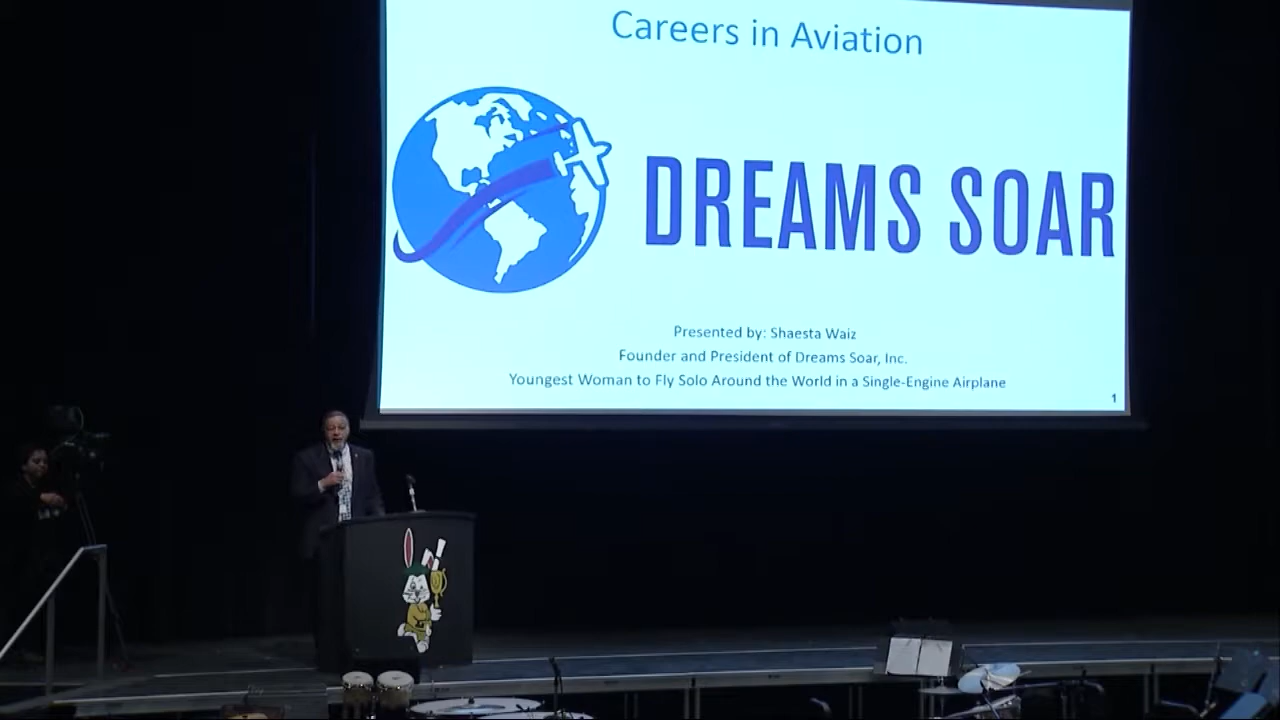 Careers in Aviation
DREAMS SOAR
Presented by: Shaesta Waiz
Founder and President of Dreams Soar, Inc.
Youngest Woman to Fly Solo Around the World in a Single-Engine Airplane
1